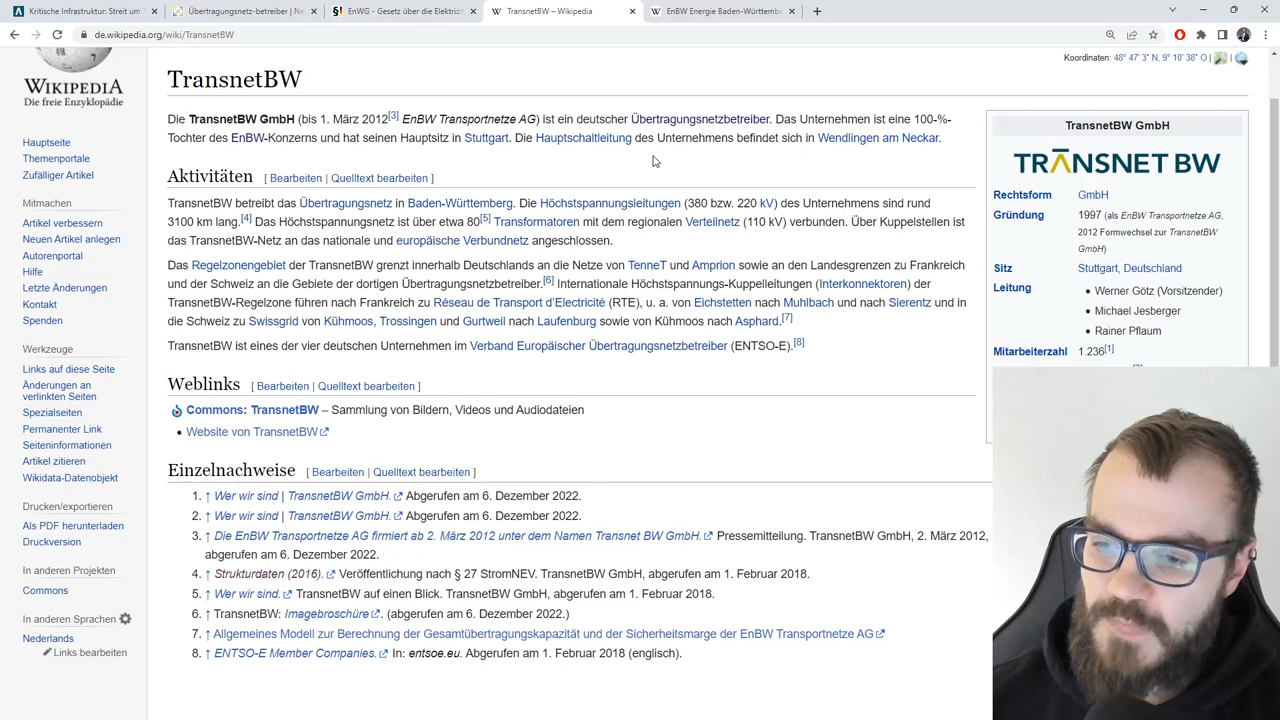 Kritische Infrastruktur: Streit um T
Übertragungsnetz-betreiber | Ne
EnWG - Gesetz über die Elektrizit
TransnetBW – Wikipedia
EnBW Energie Baden-Württembe
de.wikipedia.org/wiki/TransnetBW
WIKIPEDIA
Die freie Enzyklopädie
Hauptseite
Themenportale
Zufälliger Artikel
Mitmachen
Artikel verbessern
Neuen Artikel anlegen
Autorenportal
Hilfe
Letzte Änderungen
Kontakt
Spenden
Werkzeuge
Links auf diese Seite
Änderungen an
verlinkten Seiten
Spezialseiten
Permanenter Link
Seiteninformationen
Artikel zitieren
Wikidata-Datenobjekt
Drucken/exportieren
Als PDF herunterladen
Druckversion
In anderen Projekten
Commons
In anderen Sprachen
Nederlands
Links bearbeiten
Koordinaten: 48° 47′ 3″ N, 9° 10′ 38″ O |
TransnetBW
Die TransnetBW GmbH (bis 1. März 2012[3] EnBW Transportnetze AG) ist ein deutscher Übertragungsnetzbetreiber. Das Unternehmen ist eine 100-%-
Tochter des EnBW-Konzerns und hat seinen Hauptsitz in Stuttgart. Die Hauptschaltleitung des Unternehmens befindet sich in Wendlingen am Neckar.
Aktivitäten [ Bearbeiten | Quelltext bearbeiten ]
TransnetBW betreibt das Übertragungsnetz in Baden-Württemberg. Die Höchstspannungsleitungen (380 bzw. 220 kV) des Unternehmens sind rund
3100 km lang.[4] Das Höchstspannungsnetz ist über etwa 80[5] Transformatoren mit dem regionalen Verteilnetz (110 kV) verbunden. Über Kuppelstellen ist
das TransnetBW-Netz an das nationale und europäische Verbundnetz angeschlossen.
Das Regelzonengebiet der TransnetBW grenzt innerhalb Deutschlands an die Netze von TenneT und Amprion sowie an den Landesgrenzen zu Frankreich
und der Schweiz an die Gebiete der dortigen Übertragungsnetzbetreiber.[6] Internationale Höchstspannungs-Kuppelleitungen (Interkonnektoren) der
TransnetBW-Regelzone führen nach Frankreich zu Réseau de Transport d’Electricité (RTE), u. a. von Eichstetten nach Muhlbach und nach Sierentz und in
die Schweiz zu Swissgrid von Kühmoos, Trossingen und Gurtweil nach Laufenburg sowie von Kühmoos nach Asphard.[7]
TransnetBW ist eines der vier deutschen Unternehmen im Verband Europäischer Übertragungsnetzbetreiber (ENTSO-E).[8]
Weblinks [ Bearbeiten | Quelltext bearbeiten ]
Commons: TransnetBW – Sammlung von Bildern, Videos und Audiodateien
• Website von TransnetBW
Einzelnachweise [ Bearbeiten | Quelltext bearbeiten ]
1. ↑ Wer wir sind | TransnetBW GmbH. Abgerufen am 6. Dezember 2022.
2. ↑ Wer wir sind | TransnetBW GmbH. Abgerufen am 6. Dezember 2022.
3. ↑ Die EnBW Transportnetze AG firmiert ab 2. März 2012 unter dem Namen Transnet BW GmbH. Pressemitteilung. TransnetBW GmbH, 2. März 2012,
abgerufen am 6. Dezember 2022.
4. ↑ Strukturdaten (2016). Veröffentlichung nach § 27 StromNEV. TransnetBW GmbH, abgerufen am 1. Februar 2018.
5. ↑ Wer wir sind. TransnetBW auf einen Blick. TransnetBW GmbH, abgerufen am 1. Februar 2018.
6. ↑ TransnetBW: Imagebroschüre. (abgerufen am 6. Dezember 2022.)
7. ↑ Allgemeines Modell zur Berechnung der Gesamtübertragungskapazität und der Sicherheitsmarge der EnBW Transportnetze AG
8. ↑ ENTSO-E Member Companies. In: entsoe.eu. Abgerufen am 1. Februar 2018 (englisch).
TransnetBW GmbH
TRANSNET BW
Rechtsform GmbH
Gründung 1997 (als EnBW Transportnetze AG,
2012 Formwechsel zur TransnetBW
GmbH)
Sitz Stuttgart, Deutschland
Leitung • Werner Götz (Vorsitzender)
• Michael Jesberger
• Rainer Pflaum
Mitarbeiterzahl 1.236[1]